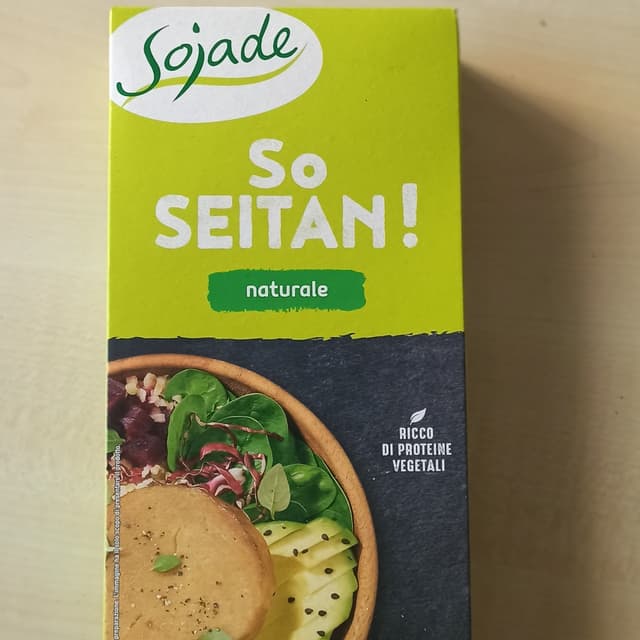 Sojade
So
SEITAN!
naturale
RICCO
DI PROTEINE
VEGETALI